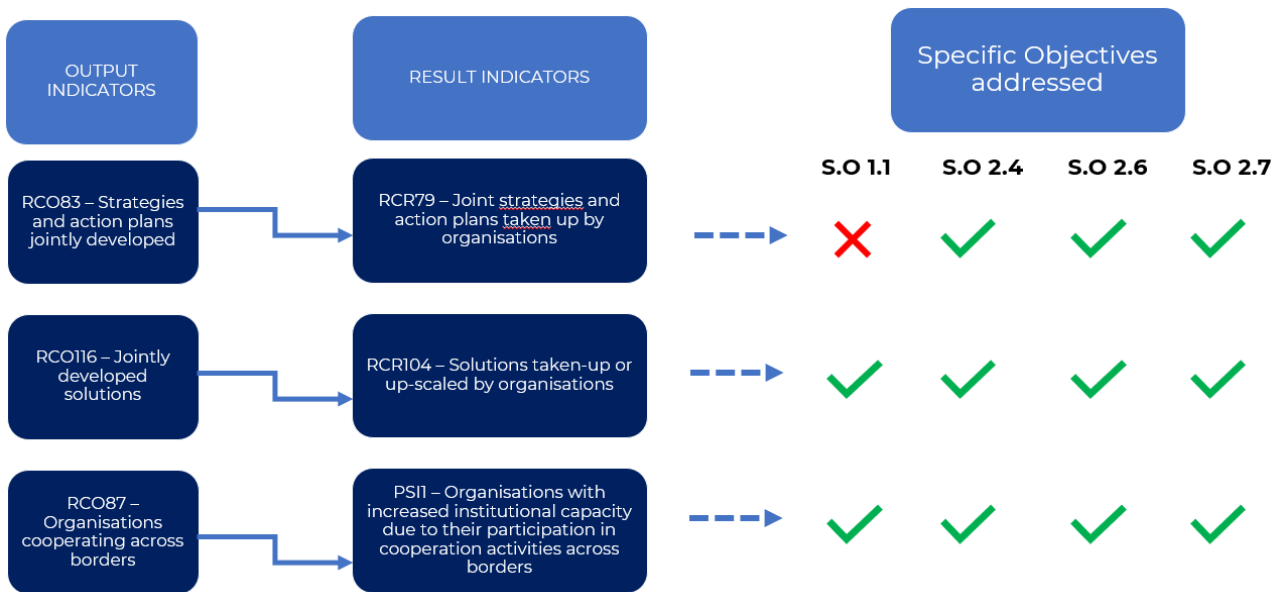 OUTPUT
INDICATORS
RESULT INDICATORS
Specific Objectives
addressed
S.O 1.1
S.O 2.4
S.O 2.6
S.O 2.7
RCO83 – Strategies
and action plans
jointly developed
RCR79 – Joint strategies and
action plans taken up by
organisations
RCO116 – Jointly
developed
solutions
RCR104 – Solutions taken-up or
up-scaled by organisations
RCO87 –
Organisations
cooperating across
borders
PSI1 – Organisations with
increased institutional capacity
due to their participation in
cooperation activities across
borders